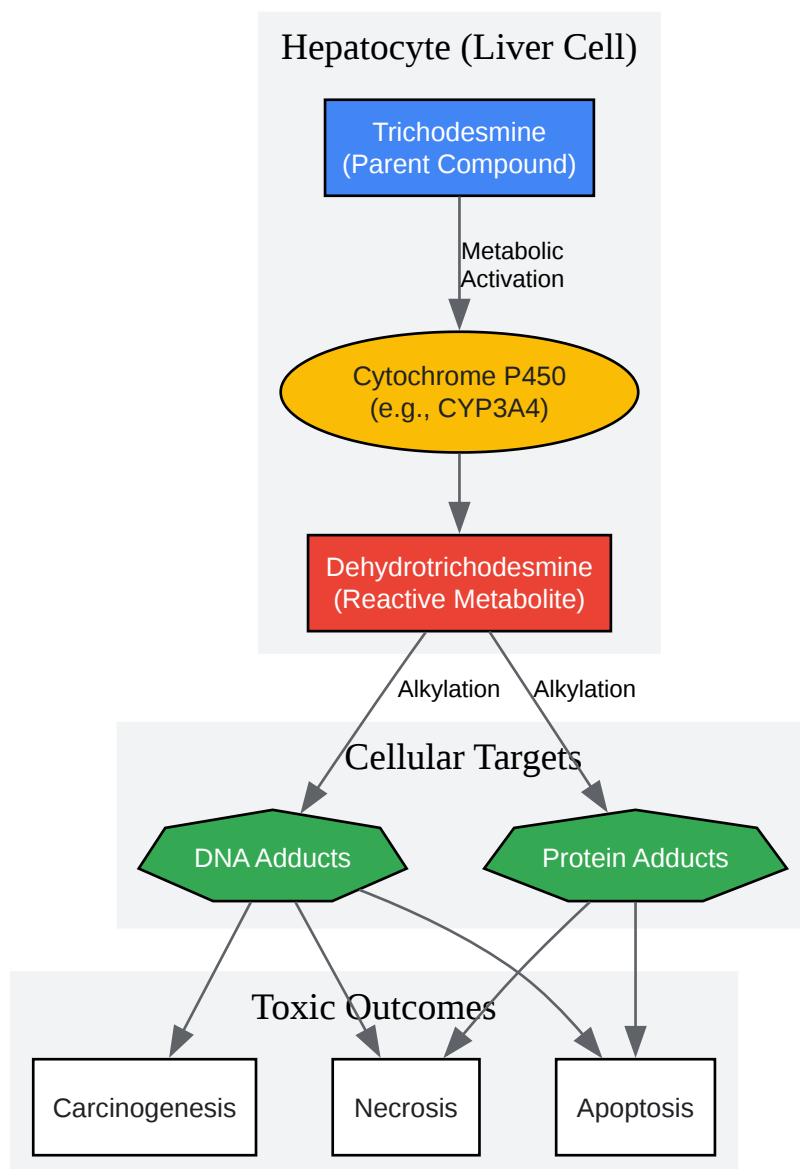 Hepatocyte (Liver Cell)
Trichodesmine
(Parent Compound)
Metabolic
Activation
Cytochrome P450
(e.g., CYP3A4)
Dehydrotrichodesmine
(Reactive Metabolite)
Alkylation
Alkylation
Cellular Targets
DNA Adducts
Protein Adducts
Toxic Outcomes
Carcinogenesis
Necrosis
Apoptosis